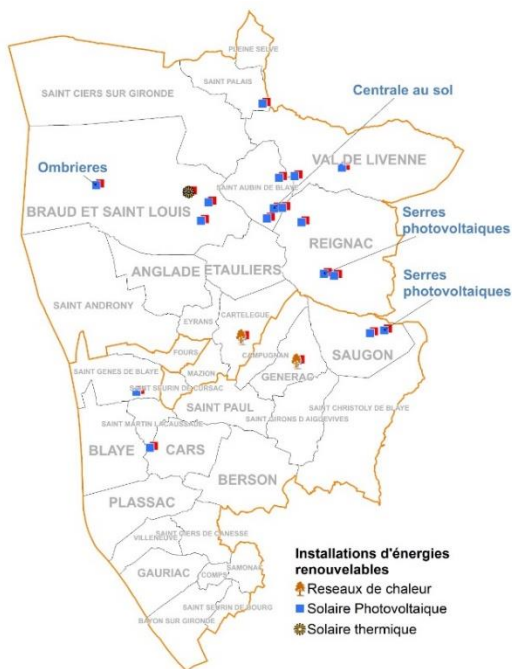 PLEINE SELVE
SAINT PALAIS
SAINT CIERS SUR GIRONDE
Centrale au sol
Ombrieres
VAL DE LIVENNE
SAINT AUBIN DE BLAYE
BRAUD ET SAINT LOUIS
Serres
photovoltaiques
REIGNAC
ANGLADE
ETAULIERS
Serres
photovoltaiques
SAINT ANDRONY
CARTELEGUE
EYRANS
FOURS
CAMPUGNAN
SAUGON
SAINT GENES DE BLAYE
MAZION
GENERAC
SAINT SEURIN DE CURSAC
SAINT PAUL
SAINT CHRISTOLY DE BLAYE
SAINT GIRONS D AIGUEVIVES
SAINT MARTIN LACAUSSADE
BLAYE
CARS
BERSON
PLASSAC
SAINT CIERS DE CANESSE
VILLENEUVE
GAURIAC
COMPS
SAMONAC
SAINT SEURIN DE BOURG
BAYON SUR GIRONDE
Installations d'énergies
renouvelables
Reseaux de chaleur
Solaire Photovoltaique
Solaire thermique